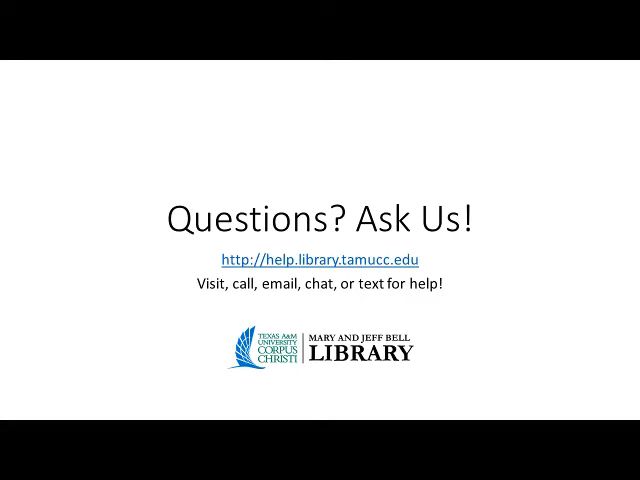 Questions? Ask Us!
http://help.library.tamucc.edu
Visit, call, email, chat, or text for help!
TEXAS A&M
UNIVERSITY
CORPUS
CHRISTI
MARY AND JEFF BELL
LIBRARY